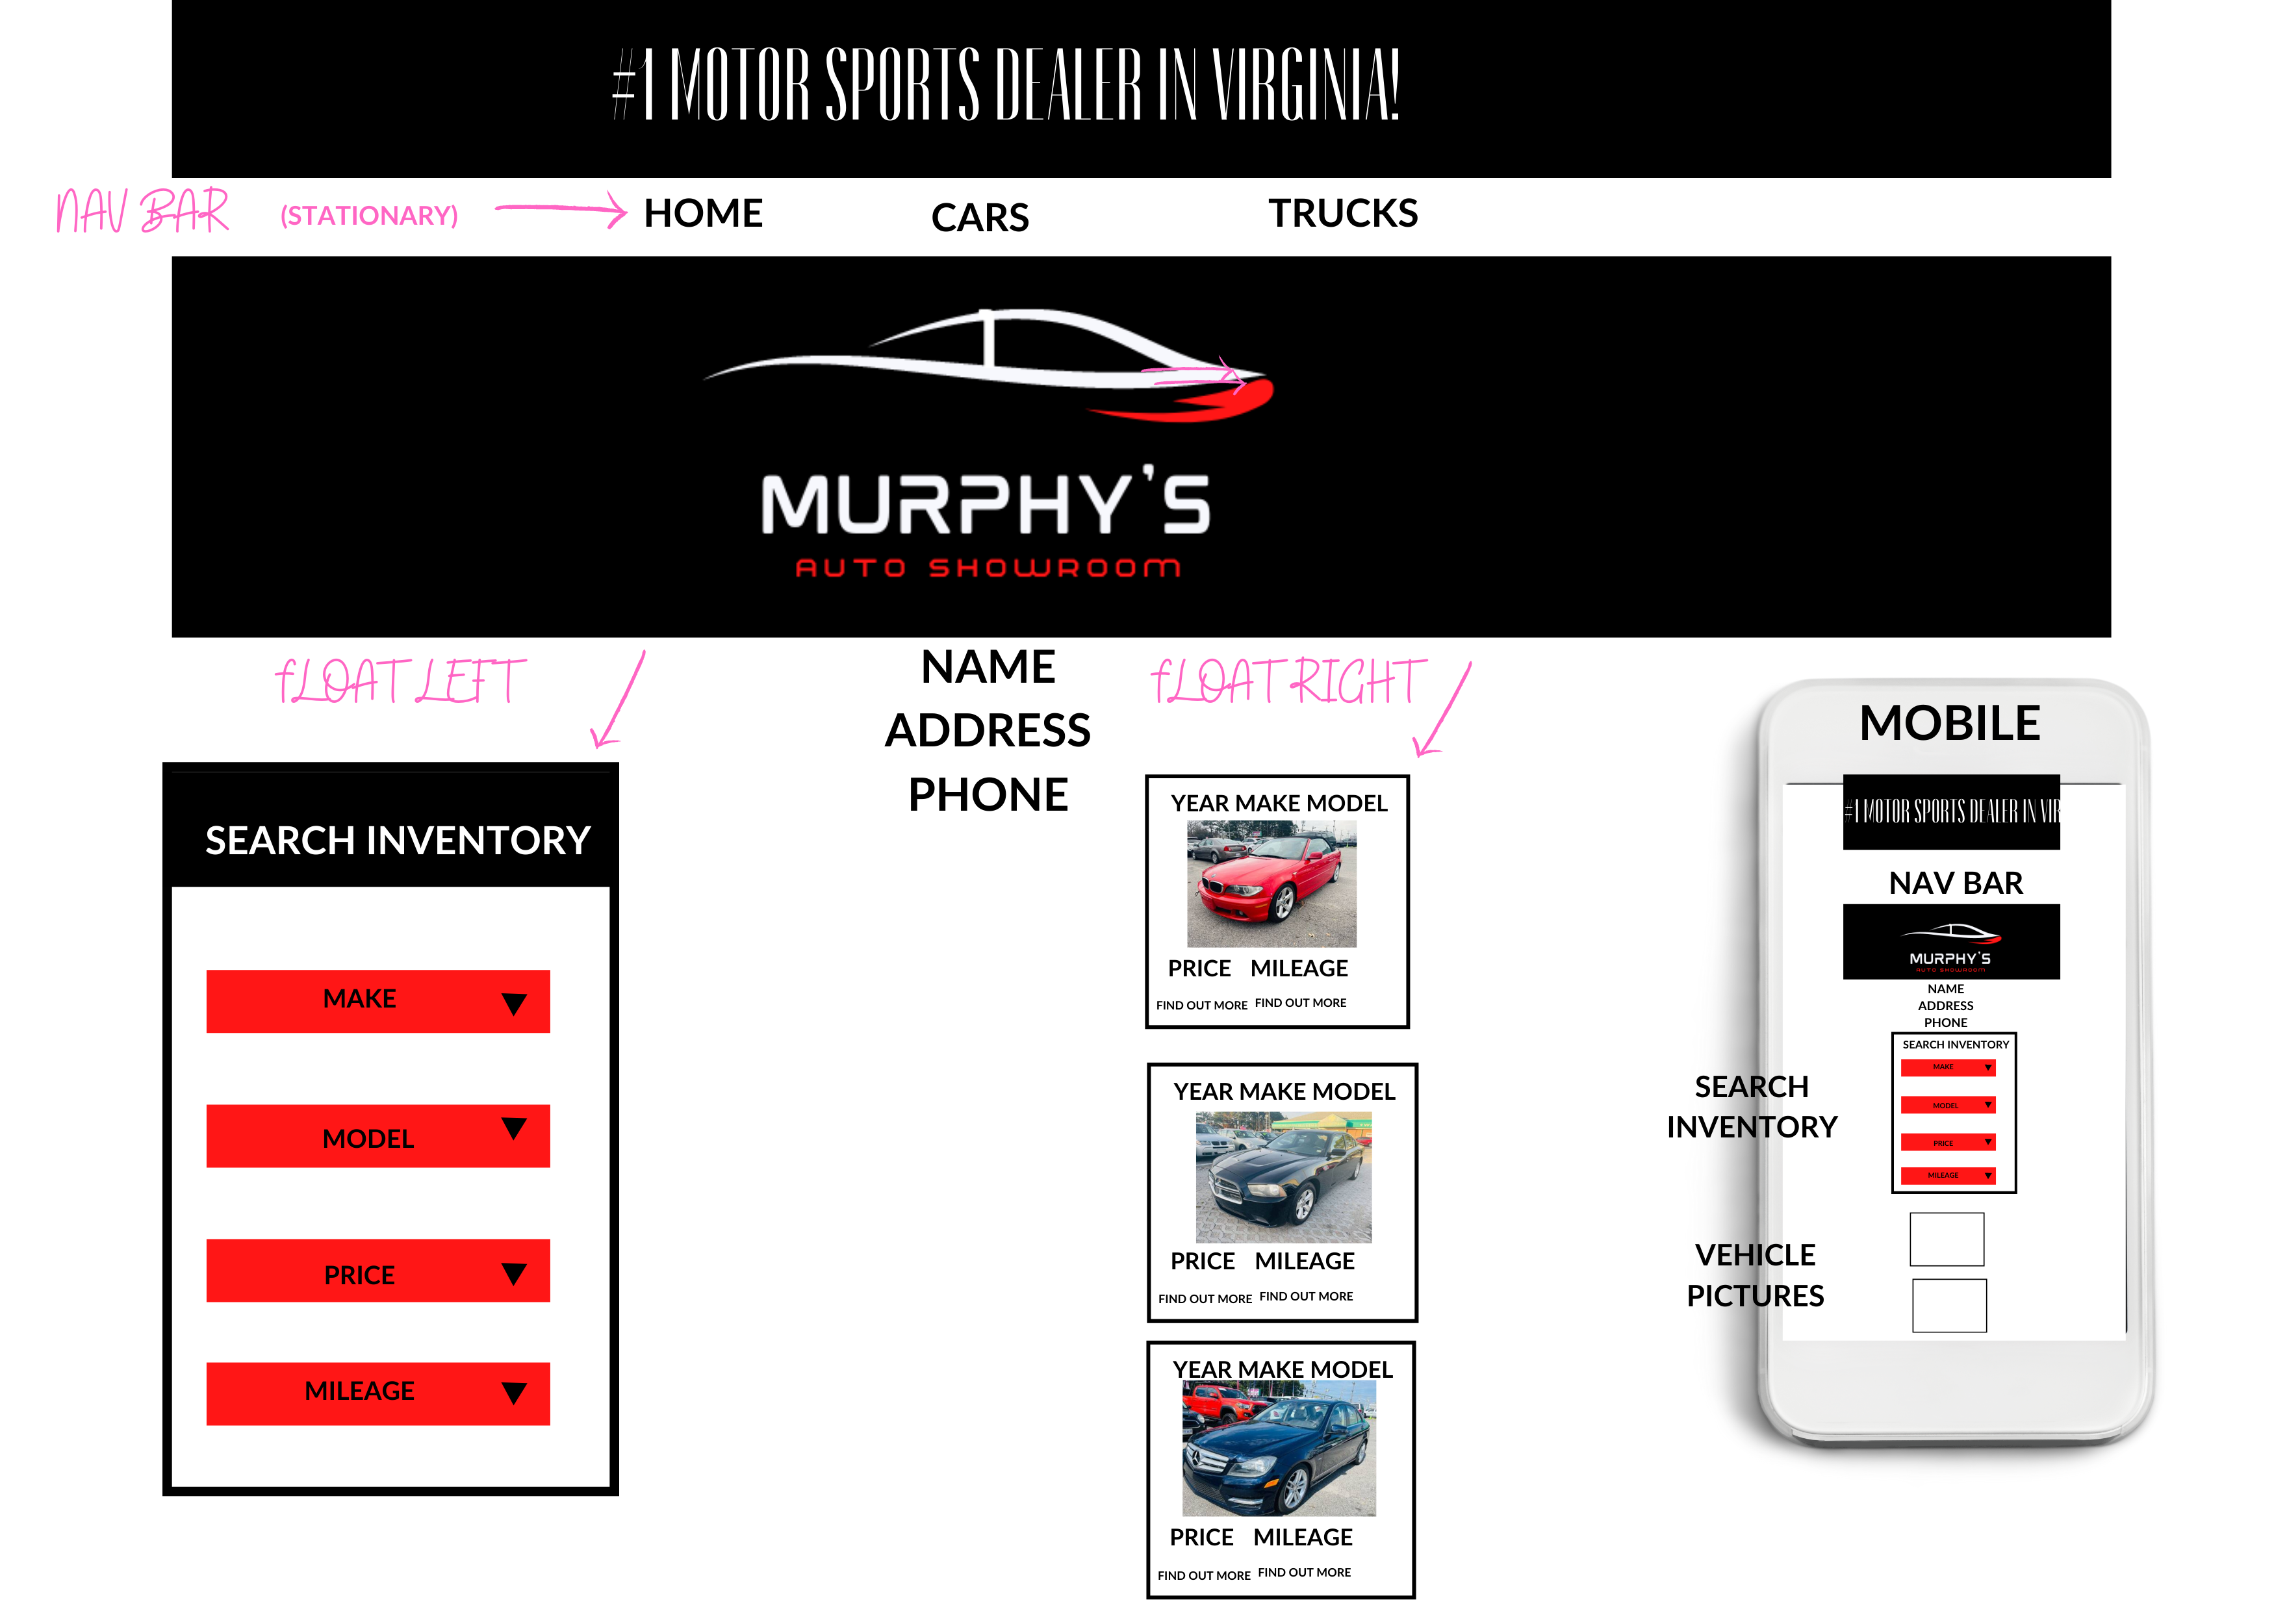 #1 MOTOR SPORTS DEALER IN VIRGINIA!
NAV BAR (STATIONARY) HOME CARS TRUCKS
MURPHY'S
AUTO SHOWROOM
FLOAT LEFT
NAME
ADDRESS
PHONE
FLOAT RIGHT
SEARCH INVENTORY
MAKE
MODEL
PRICE
MILEAGE
YEAR MAKE MODEL
PRICE MILEAGE
FIND OUT MORE FIND OUT MORE
YEAR MAKE MODEL
PRICE MILEAGE
FIND OUT MORE FIND OUT MORE
YEAR MAKE MODEL
PRICE MILEAGE
FIND OUT MORE FIND OUT MORE
MOBILE
#1 MOTOR SPORTS DEALER IN VIR
NAV BAR
MURPHY'S
AUTO SHOWROOM
NAME
ADDRESS
PHONE
SEARCH INVENTORY
MAKE
MODEL
PRICE
MILEAGE
SEARCH
INVENTORY
VEHICLE
PICTURES